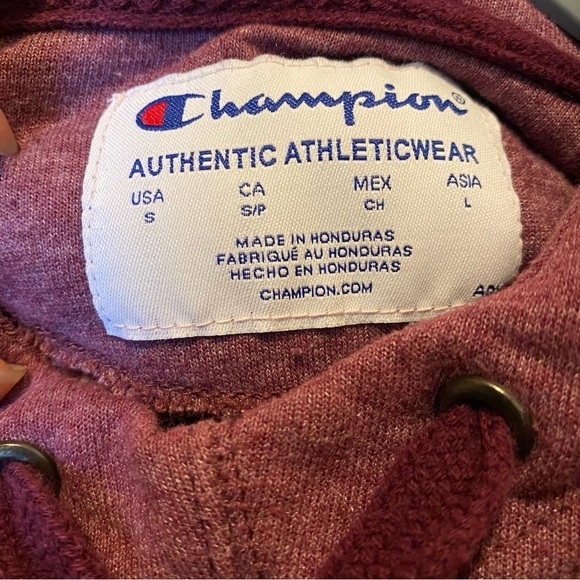 Champion®
AUTHENTIC ATHLETICWEAR
USA CA MEX ASIA
S S/P CH L
MADE IN HONDURAS
FABRIQUÉ AU HONDURAS
HECHO EN HONDURAS
CHAMPION.COM